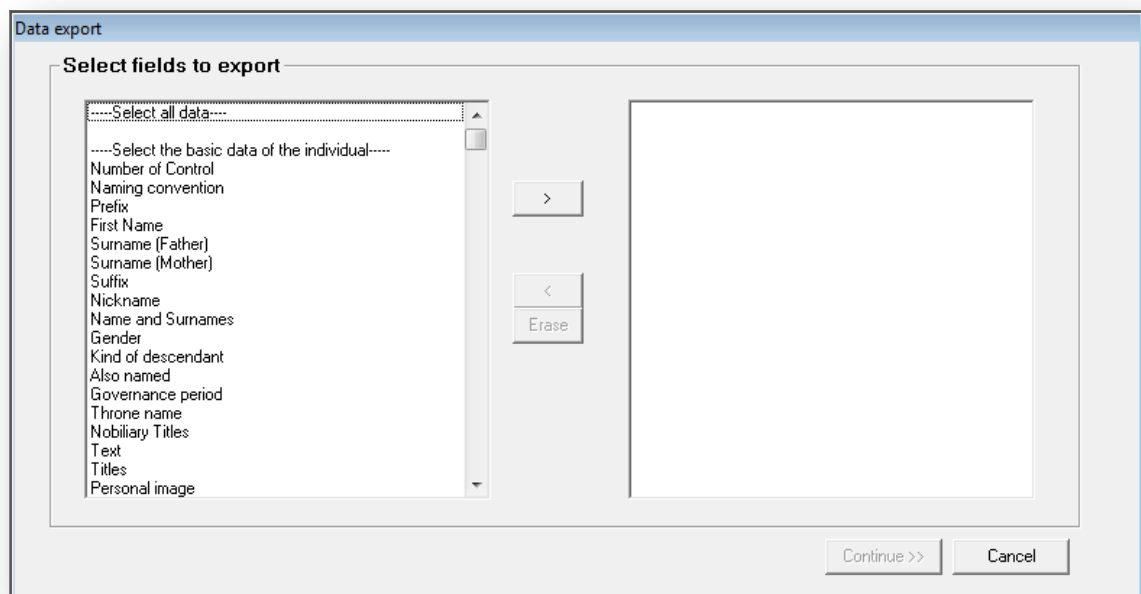 Data export
Select fields to export
-----Select all data----
-----Select the basic data of the individual-----
Number of Control
Naming convention
Prefix
First Name
Surname (Father)
Surname (Mother)
Suffix
Nickname
Name and Surnames
Gender
Kind of descendant
Also named
Governance period
Throne name
Nobiliary Titles
Text
Titles
Personal image
>
<
Erase
Continue >>
Cancel